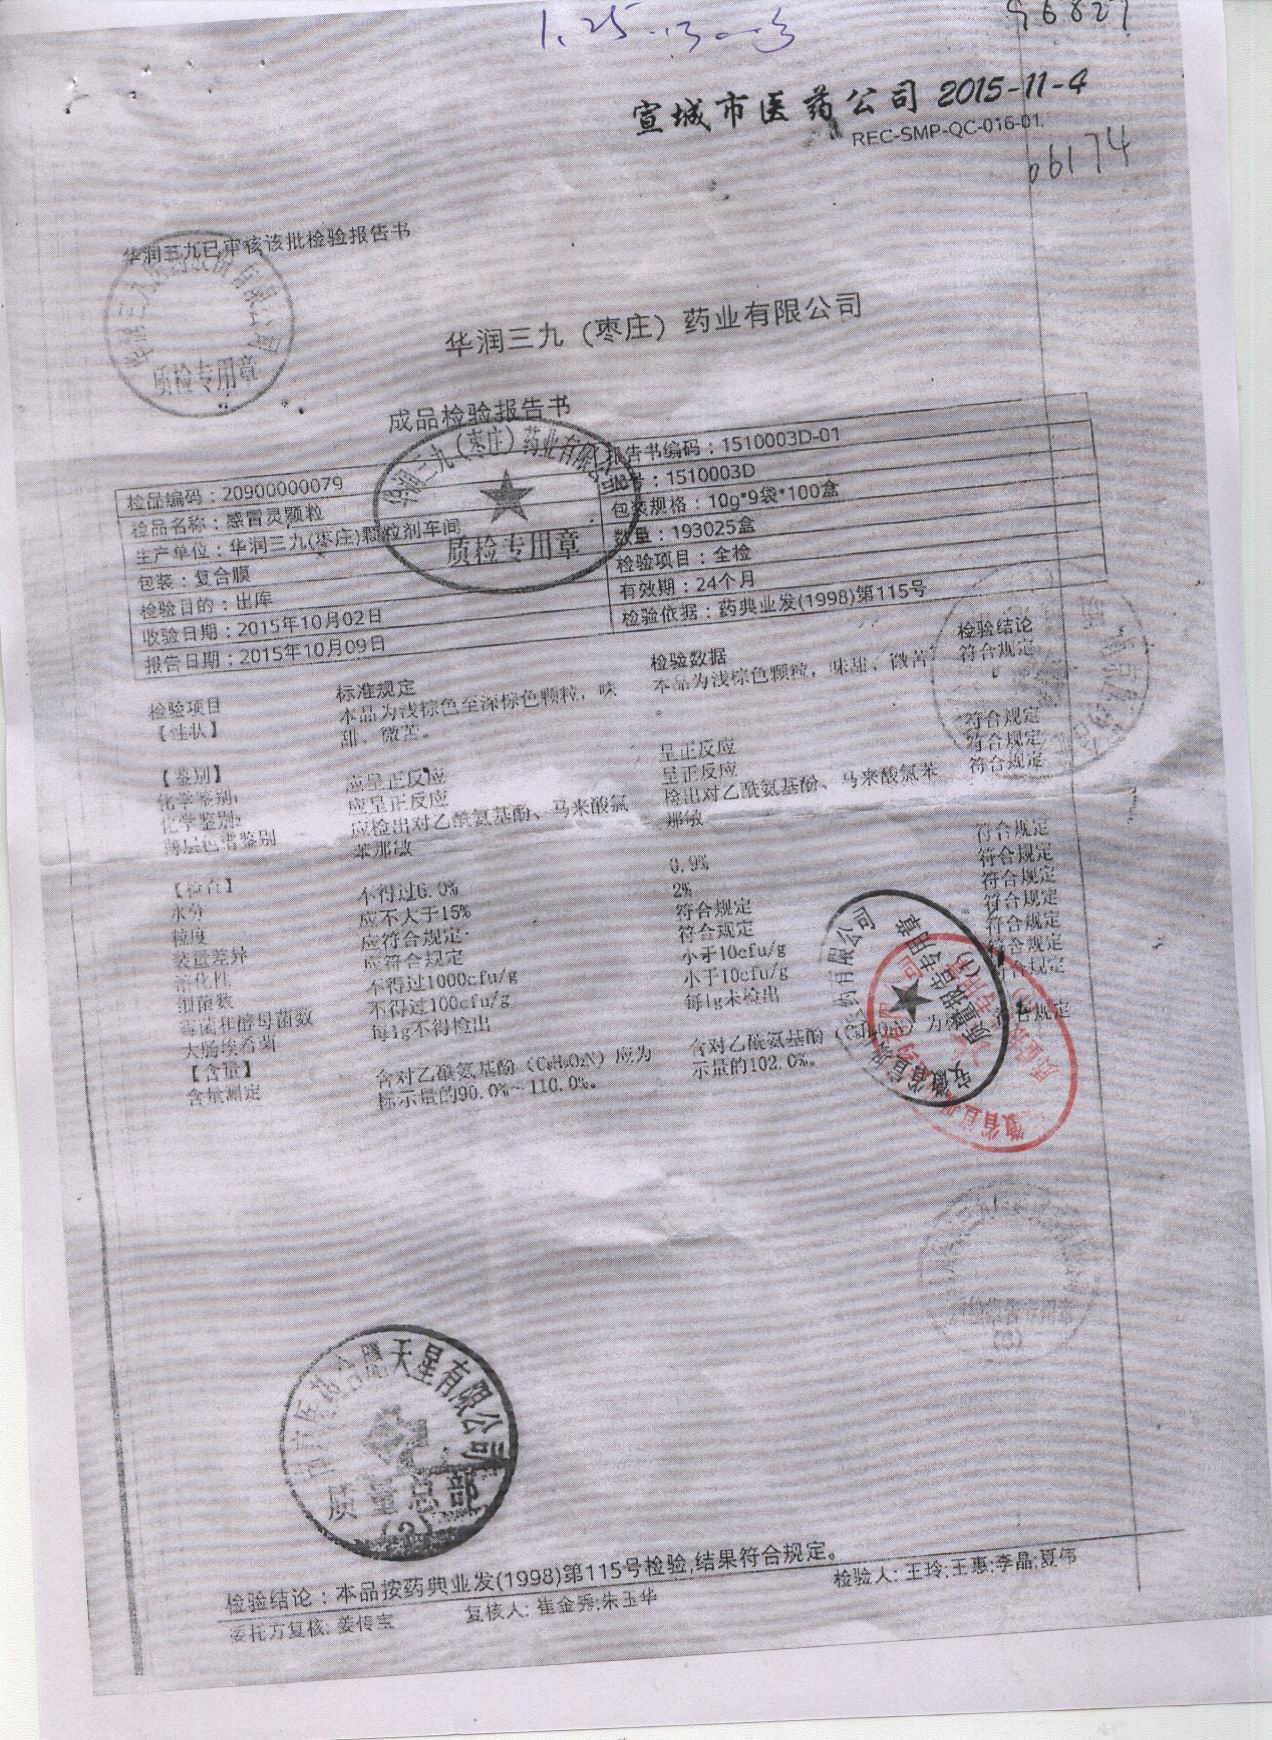 宣城市医药公司 2015-11-4
REC-SMP-QC-016-01.
06174
华润三九已审核该批检验报告书
质检专用章
华润三九（枣庄）药业有限公司
成品检验报告书
华润三九（枣庄）药业有限公司
质检专用章
检品编码：20900000079 报告书编码：1510003D-01
检品名称：感冒灵颗粒 批号：1510003D
生产单位：华润三九(枣庄)颗粒剂车间 包装规格：10g*9袋*100盒
包装：复合膜 数量：193025盒
检验目的：出库 检验项目：全检
收验日期：2015年10月02日 有效期：24个月
报告日期：2015年10月09日 检验依据：药典业发(1998)第115号
检验项目 标准规定 检验数据 检验结论
【性状】 本品为浅棕色至深棕色颗粒，味 本品为浅棕色颗粒，味甜、微苦 符合规定
甜、微苦。
【鉴别】
化学鉴别1 应呈正反应 呈正反应 符合规定
化学鉴别2 应呈正反应 呈正反应 符合规定
薄层色谱鉴别 应检出对乙酰氨基酚、马来酸氯 检出对乙酰氨基酚、马来酸氯苯 符合规定
苯那敏 那敏
【检查】
水分 不得过6.0% 0.9% 符合规定
粒度 应不大于15% 2% 符合规定
装量差异 应符合规定 符合规定 符合规定
溶化性 应符合规定 符合规定 符合规定
细菌数 不得过1000cfu/g 小于10cfu/g 符合规定
霉菌和酵母菌数 不得过100cfu/g 小于10cfu/g 符合规定
大肠埃希菌 每1g不得检出 每1g未检出 符合规定
【含量】
含量测定 含对乙酰氨基酚（C8H9O2N）应为 含对乙酰氨基酚 为标 符合规定
标示量的90.0%~110.0%。 示量的102.0%。
天星有限公司
质量总部
检验结论：本品按药典业发(1998)第115号检验,结果符合规定。
委托方复核: 姜传宝 复核人: 崔金秀;朱玉华 检验人: 王玲;王惠;李晶;夏伟